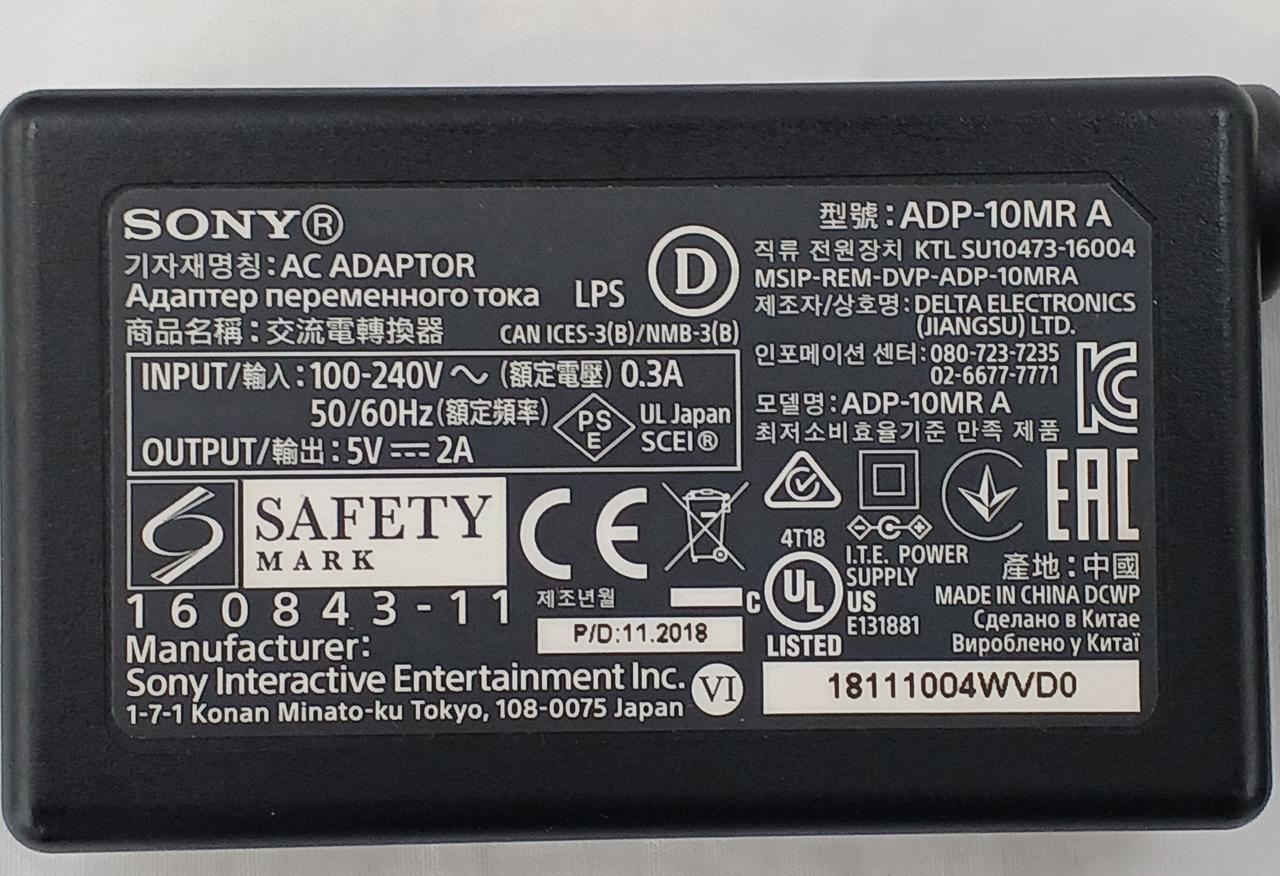 SONY®
기자재명칭:AC ADAPTOR
Адаптер переменного тока
LPS
D
商品名稱:交流電轉換器
CAN ICES-3(B)/NMB-3(B)
INPUT/輸入:100-240V～(額定電壓) 0.3A
50/60Hz(額定頻率)
PS
E
UL Japan
SCEI®
OUTPUT/輸出:5V⎓2A
SAFETY
MARK
160843-11
CE
제조년월
P/D:11.2018
Manufacturer:
Sony Interactive Entertainment Inc.
1-7-1 Konan Minato-ku Tokyo, 108-0075 Japan
VI
型號:ADP-10MR A
직류 전원장치 KTL SU10473-16004
MSIP-REM-DVP-ADP-10MRA
제조자/상호명:DELTA ELECTRONICS
(JIANGSU) LTD.
인포메이션 센터:080-723-7235
02-6677-7771
KC
모델명:ADP-10MR A
최저소비효율기준 만족 제품
EAC
4T18
C
UL
US
LISTED
I.T.E. POWER
SUPPLY
E131881
產地:中國
MADE IN CHINA DCWP
Сделано в Китае
Вироблено у Китаї
18111004WVD0